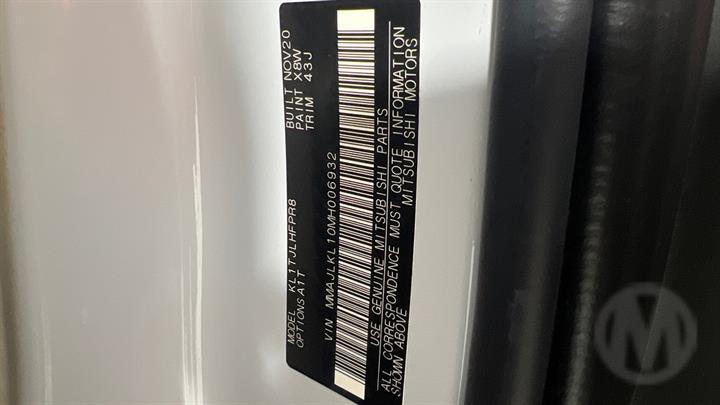 MODEL KL1TJLHFPR8 BUILT NOV20
OPTIONS A1T PAINT X8W
TRIM 43J
VIN MMAJLKL10MH006932
USE GENUINE MITSUBISHI PARTS
ALL CORRESPONDENCE MUST QUOTE INFORMATION
SHOWN ABOVE MITSUBISHI MOTORS
M